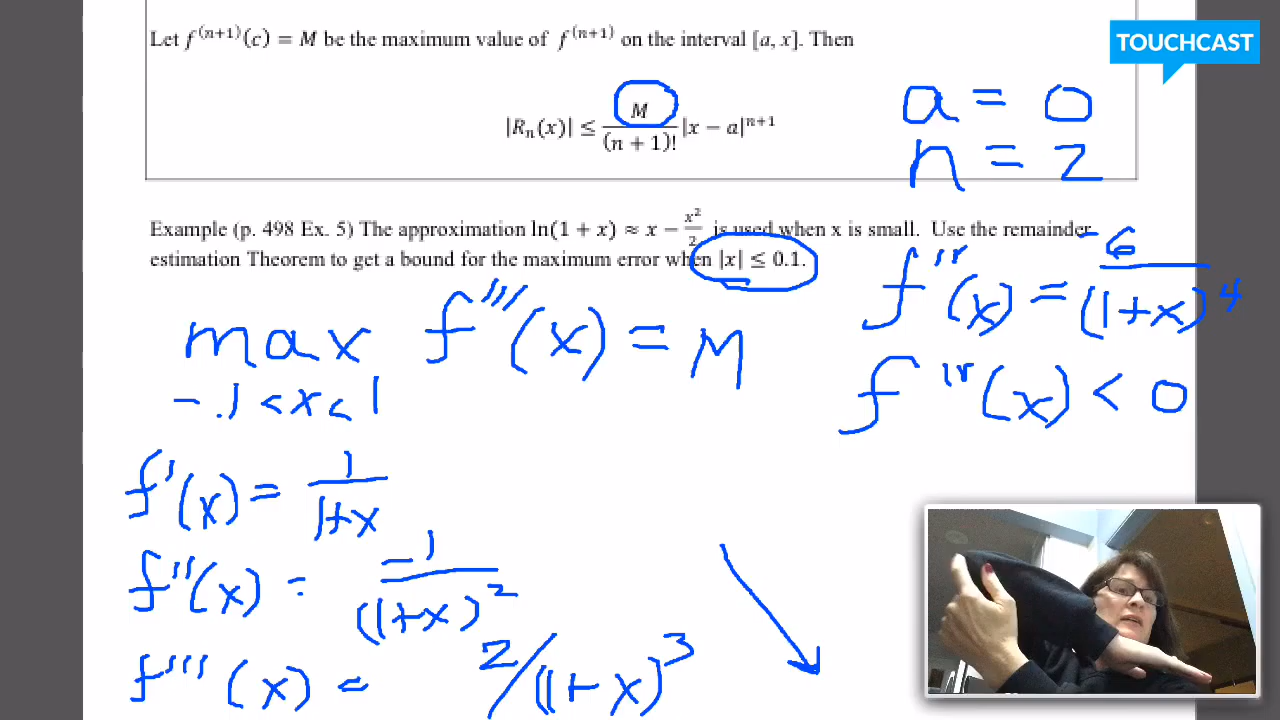 Let f^(n+1)(c) = M be the maximum value of f^(n+1) on the interval [a, x]. Then
TOUCHCAST
|Rₙ(x)| ≤ M/(n + 1)! |x − a|^(n+1)
a = 0
n = 2
Example (p. 498 Ex. 5) The approximation ln(1 + x) ≈ x − x²/2 is used when x is small. Use the remainder
estimation Theorem to get a bound for the maximum error when |x| ≤ 0.1.
f^IV(x) = −6/(1+x)^4
max f'''(x) = M
−.1 < x < .1
f^IV(x) < 0
f'(x) = 1/(1+x)
f''(x) = −1/(1+x)²
f'''(x) = 2/(1+x)³